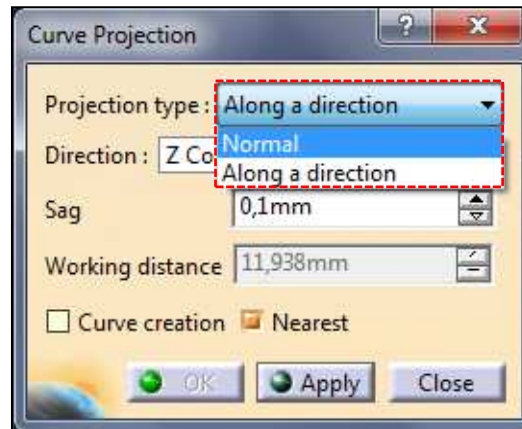 Curve Projection
?
Projection type : Along a direction
Normal
Direction : Z Co
Along a direction
Sag 0,1mm
Working distance 11,938mm
Curve creation Nearest
OK Apply Close